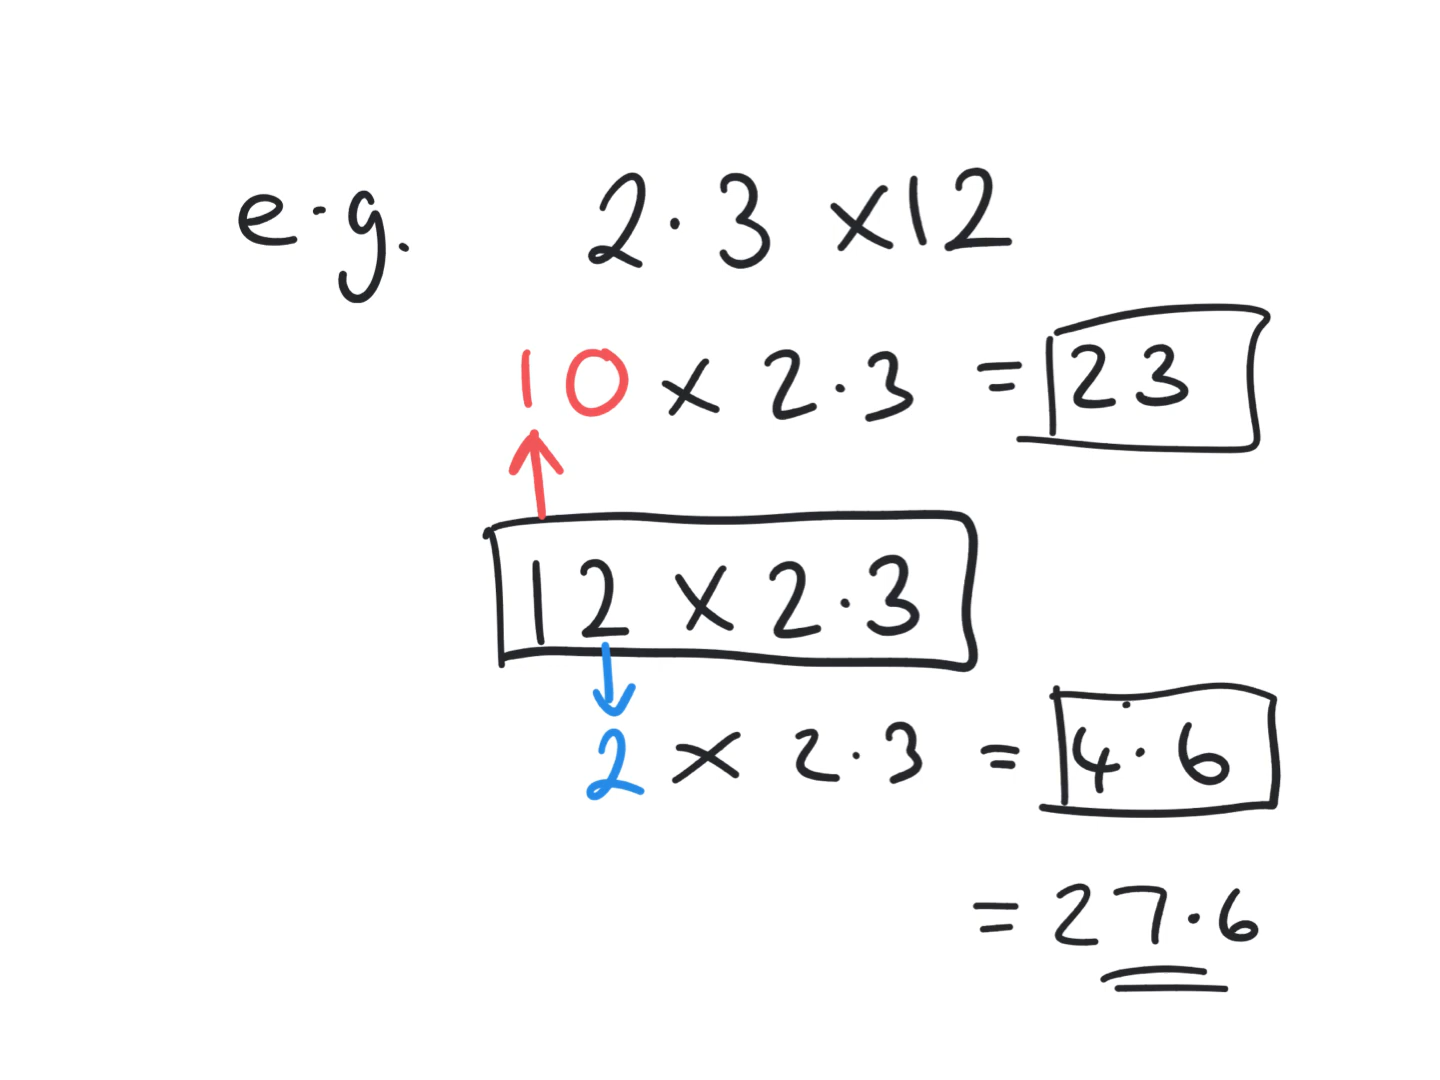 e.g. 2.3 ×12
10 × 2.3 = 23
12 × 2.3
2 × 2.3 = 4.6
= 27.6